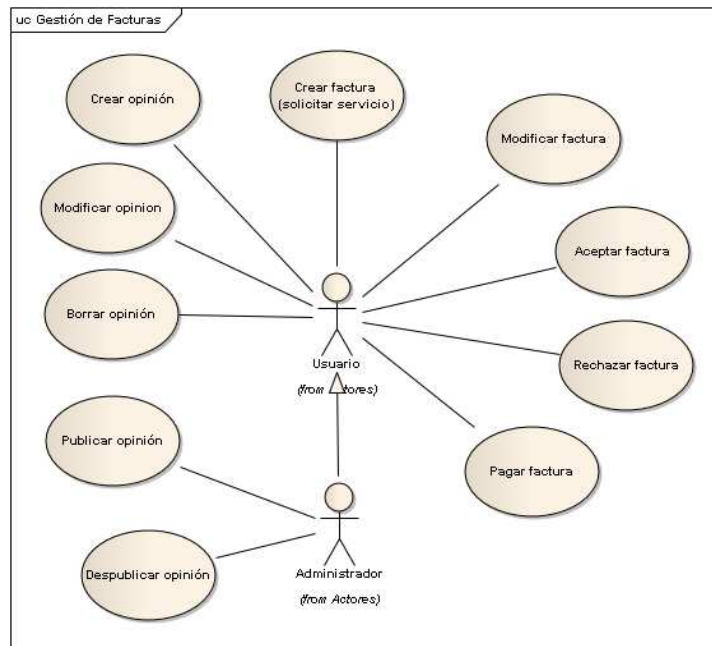 uc Gestión de Facturas
Crear opinión
Crear factura
(solicitar servicio)
Modificar factura
Modificar opinion
Aceptar factura
Borrar opinión
Usuario
(from Actores)
Rechazar factura
Publicar opinión
Pagar factura
Despublicar opinión
Administrador
(from Actores)